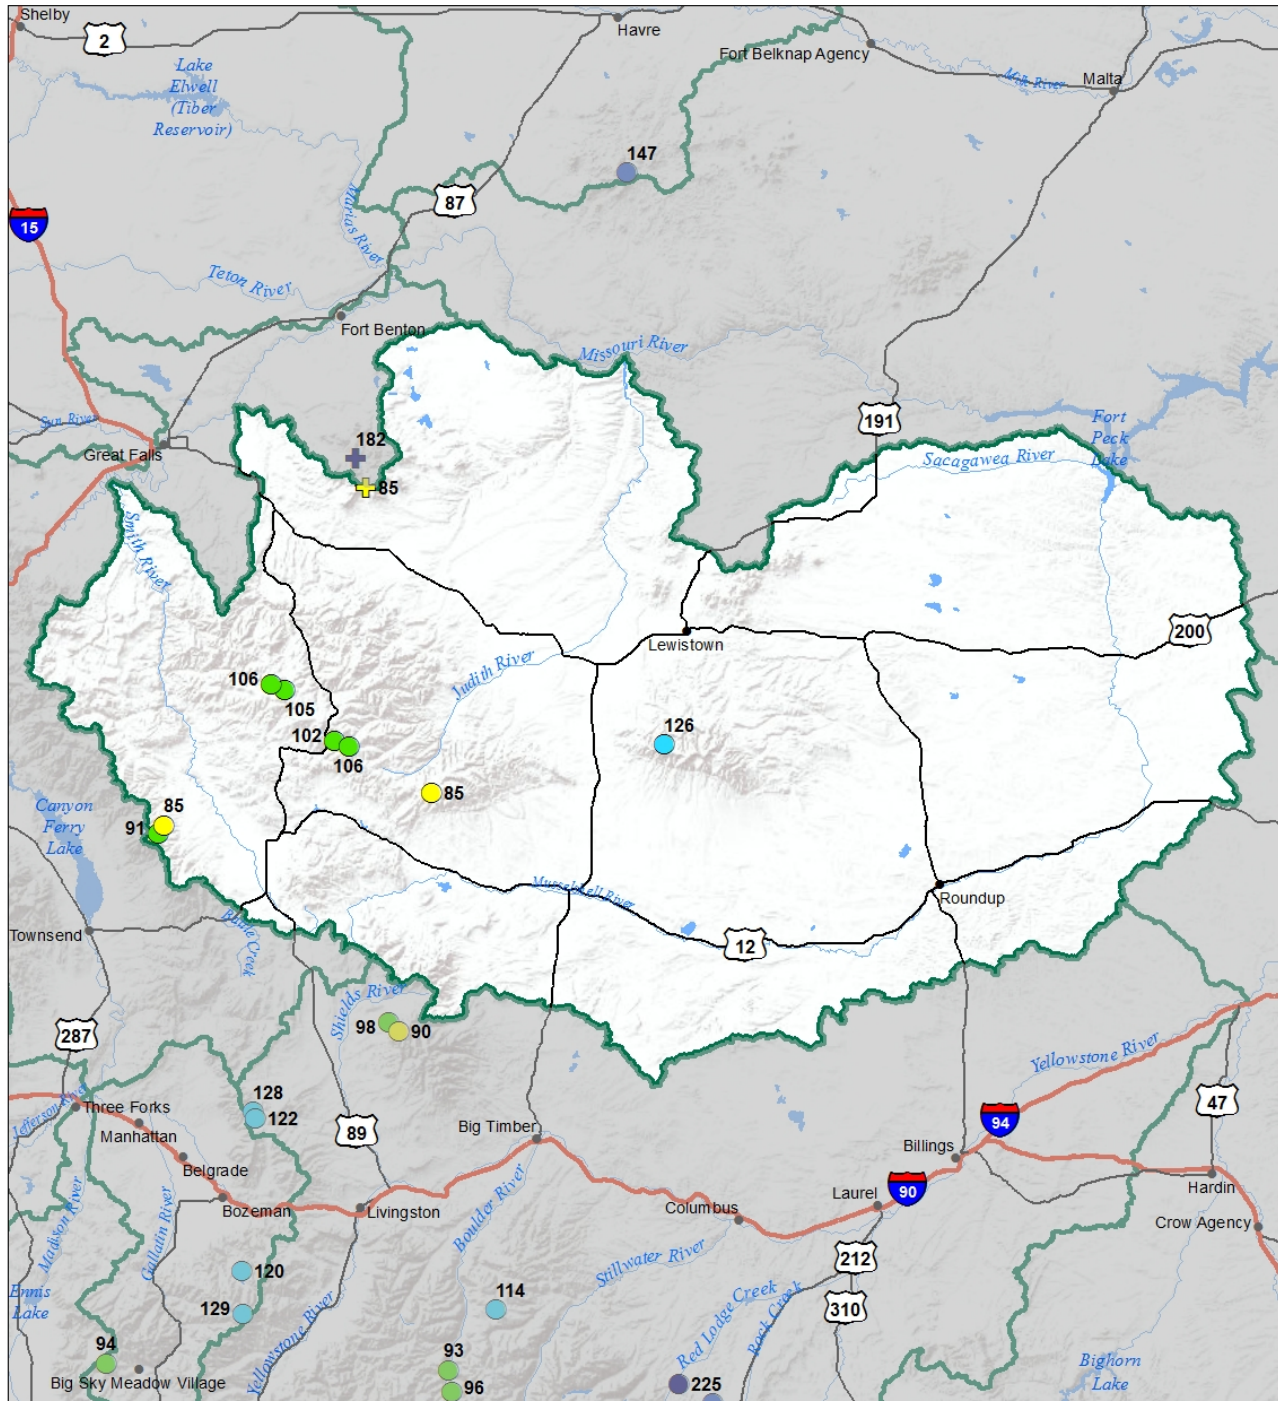 Shelby
2
Havre
Fort Belknap Agency
Milk River
Malta
Lake
Elwell
(Tiber
Reservoir)
147
87
15
Marias River
Teton River
Fort Benton
Missouri River
Sun River
Great Falls
182
85
191
Fort
Peck
Lake
Sacagawea River
Smith River
Lewistown
200
Judith River
106
105
102
106
126
85
85
91
Canyon
Ferry
Lake
Musselshell River
Roundup
12
Townsend
Battle Creek
287
Shields River
98
90
Yellowstone River
Jefferson River
Three Forks
Manhattan
128
122
89
Big Timber
94
47
Billings
Belgrade
Madison River
Gallatin River
Bozeman
Livingston
Boulder River
Columbus
Laurel
90
Hardin
Crow Agency
Stillwater River
212
310
Ennis
Lake
120
129
Yellowstone River
114
Red Lodge Creek
Rock Creek
94
Big Sky Meadow Village
93
96
225
Bighorn
Lake